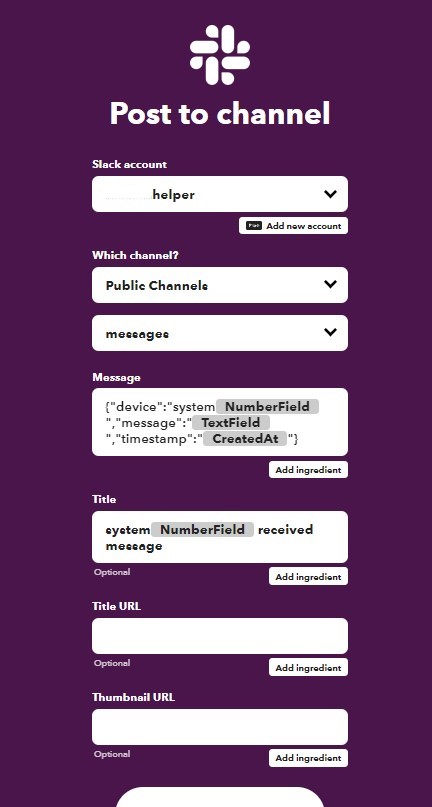 Post to channel
Slack account
helper
Add new account
Which channel?
Public Channels
messages
Message
{"device":"system NumberField
","message":" TextField
","timestamp":" CreatedAt "}
Add ingredient
Title
system NumberField received
message
Optional
Add ingredient
Title URL
Optional
Add ingredient
Thumbnail URL
Optional
Add ingredient